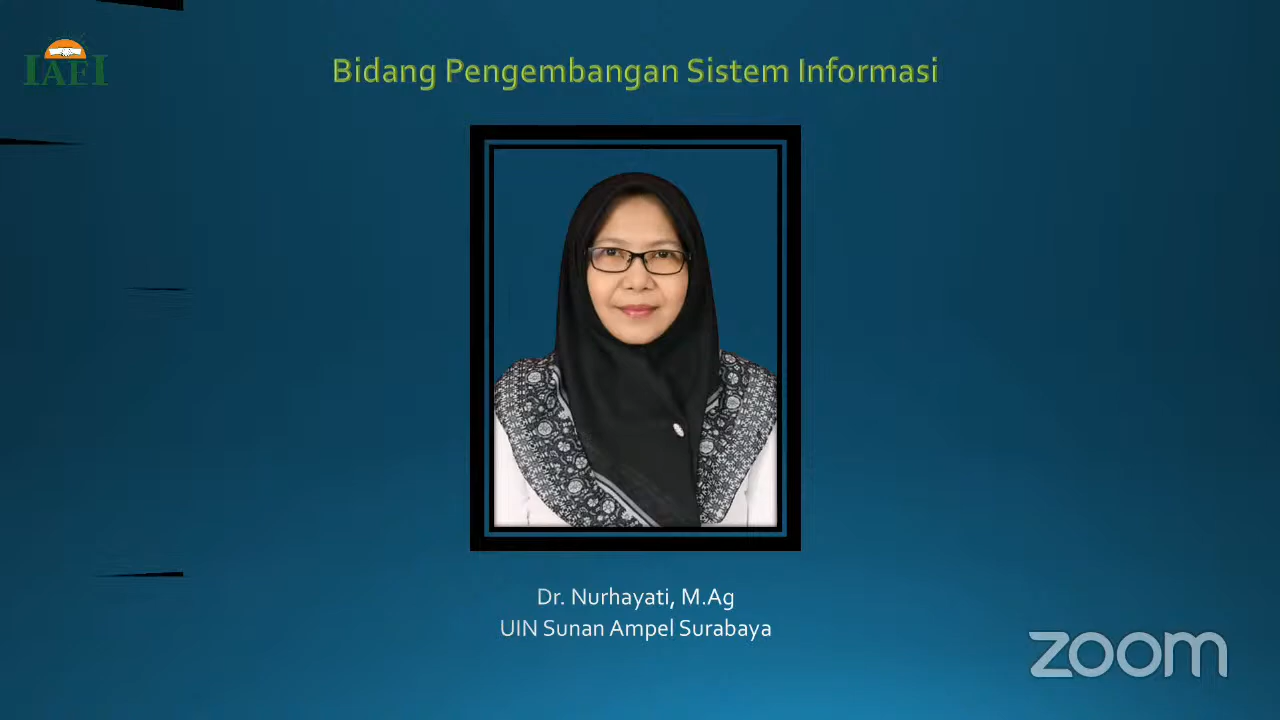 IAEI
Bidang Pengembangan Sistem Informasi
Dr. Nurhayati, M.Ag
UIN Sunan Ampel Surabaya
zoom